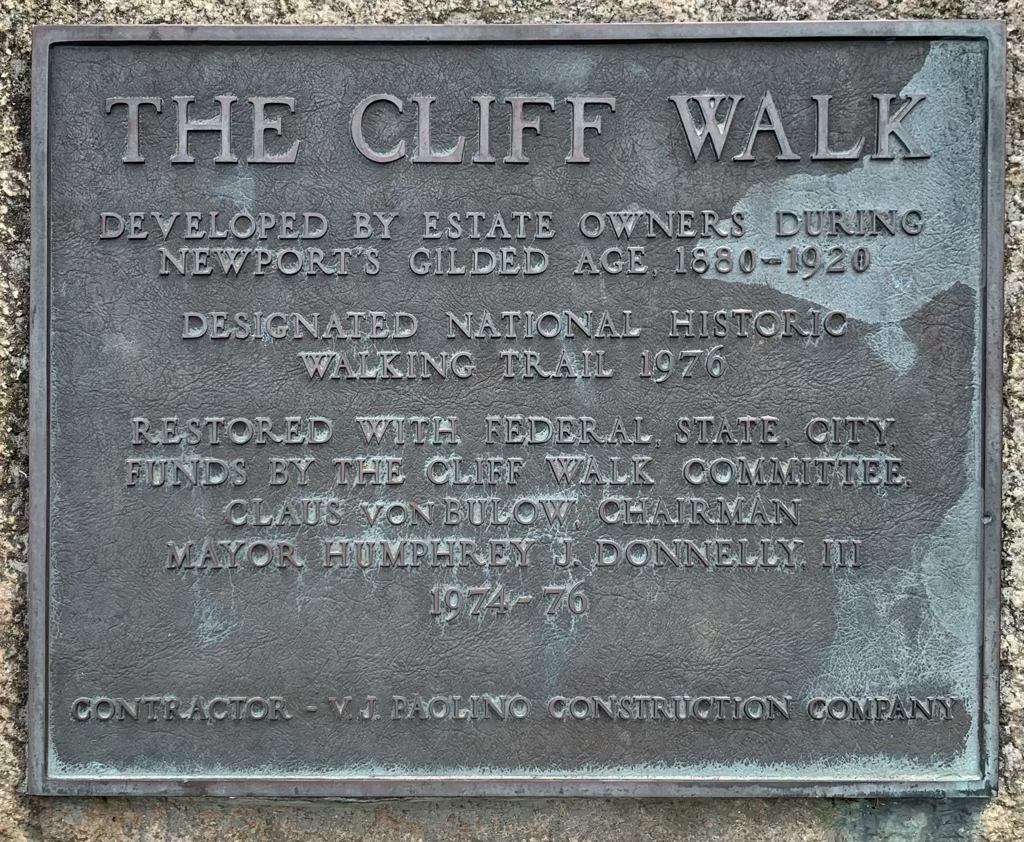 THE CLIFF WALK
DEVELOPED BY ESTATE OWNERS DURING
NEWPORT'S GILDED AGE, 1880-1920
DESIGNATED NATIONAL HISTORIC
WALKING TRAIL 1976
RESTORED WITH FEDERAL, STATE, CITY,
FUNDS BY THE CLIFF WALK COMMITTEE,
CLAUS VON BULOW, CHAIRMAN
MAYOR HUMPHREY J. DONNELLY, III
1974-76
CONTRACTOR - V. J. PAOLINO CONSTRUCTION COMPANY